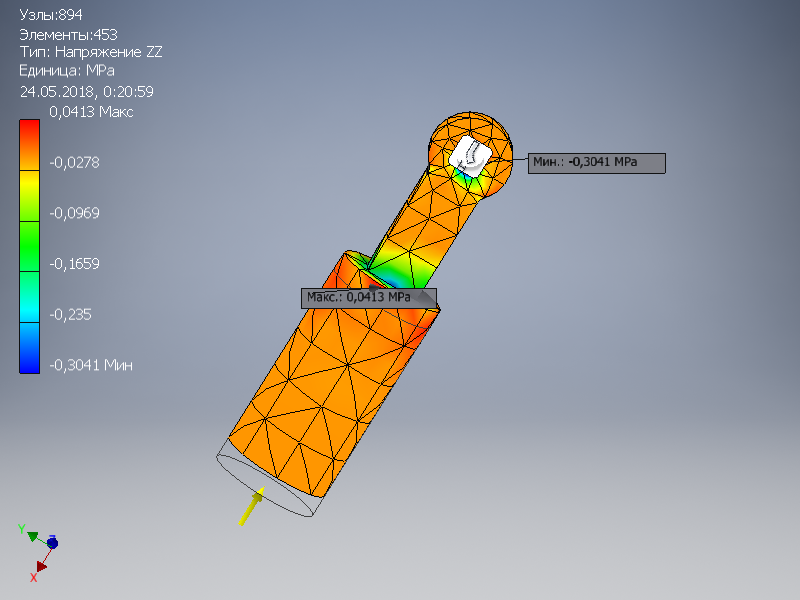 Узлы:894
Элементы:453
Тип: Напряжение ZZ
Единица: MPa
24.05.2018, 0:20:59
0,0413 Макс
-0,0278
-0,0969
-0,1659
-0,235
-0,3041 Мин
Мин.: -0,3041 MPa
Макс.: 0,0413 MPa
Y
Z
X